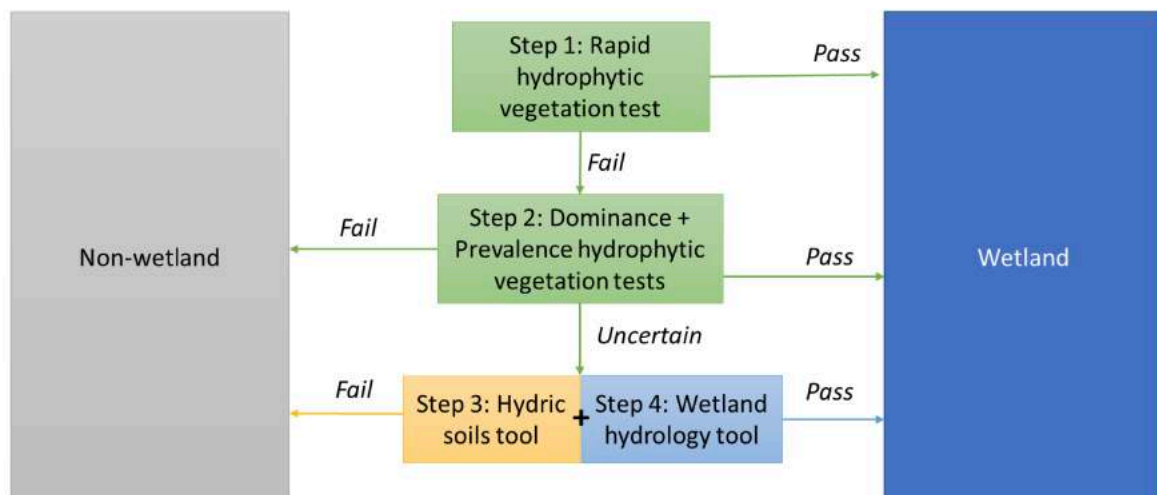 Step 1: Rapid
hydrophytic
vegetation test
Pass
Fail
Step 2: Dominance +
Prevalence hydrophytic
vegetation tests
Fail
Pass
Non-wetland
Wetland
Uncertain
Step 3: Hydric
soils tool
+
Step 4: Wetland
hydrology tool
Fail
Pass